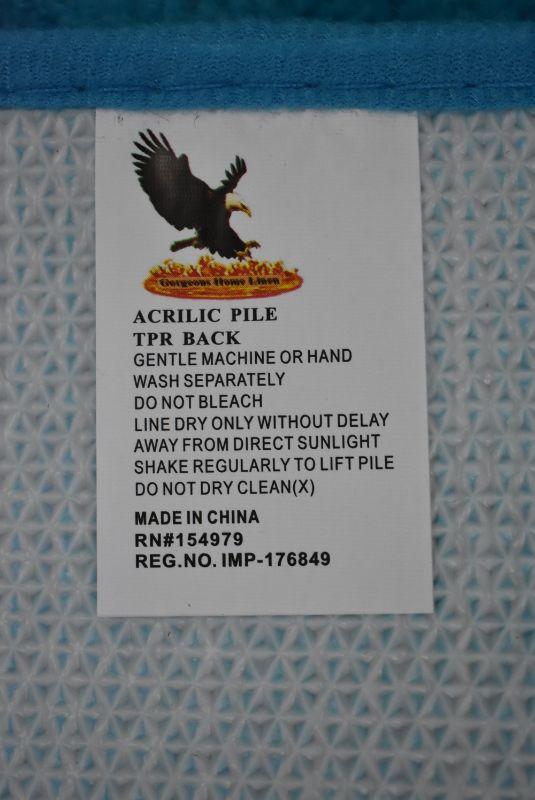 Gorgeous Home Linen
ACRILIC PILE
TPR BACK
GENTLE MACHINE OR HAND
WASH SEPARATELY
DO NOT BLEACH
LINE DRY ONLY WITHOUT DELAY
AWAY FROM DIRECT SUNLIGHT
SHAKE REGULARLY TO LIFT PILE
DO NOT DRY CLEAN(X)
MADE IN CHINA
RN#154979
REG.NO. IMP-176849